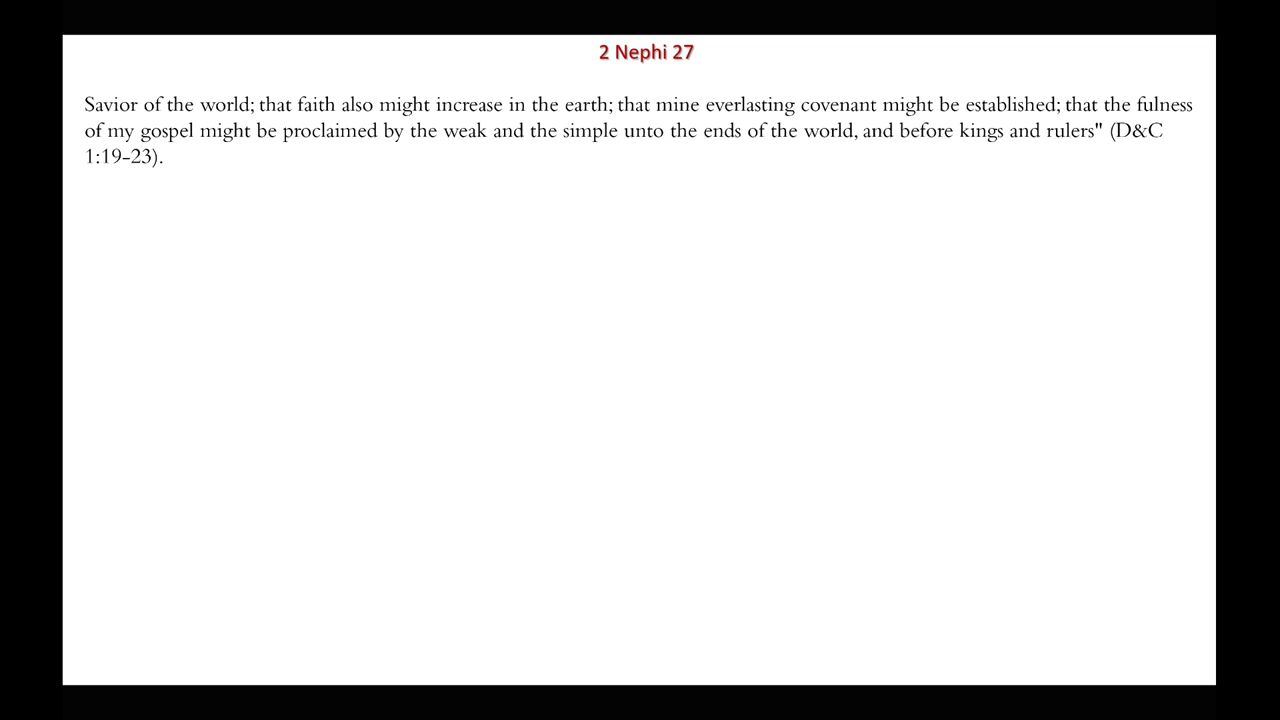 2 Nephi 27
Savior of the world; that faith also might increase in the earth; that mine everlasting covenant might be established; that the fulness
of my gospel might be proclaimed by the weak and the simple unto the ends of the world, and before kings and rulers" (D&C
1:19-23).